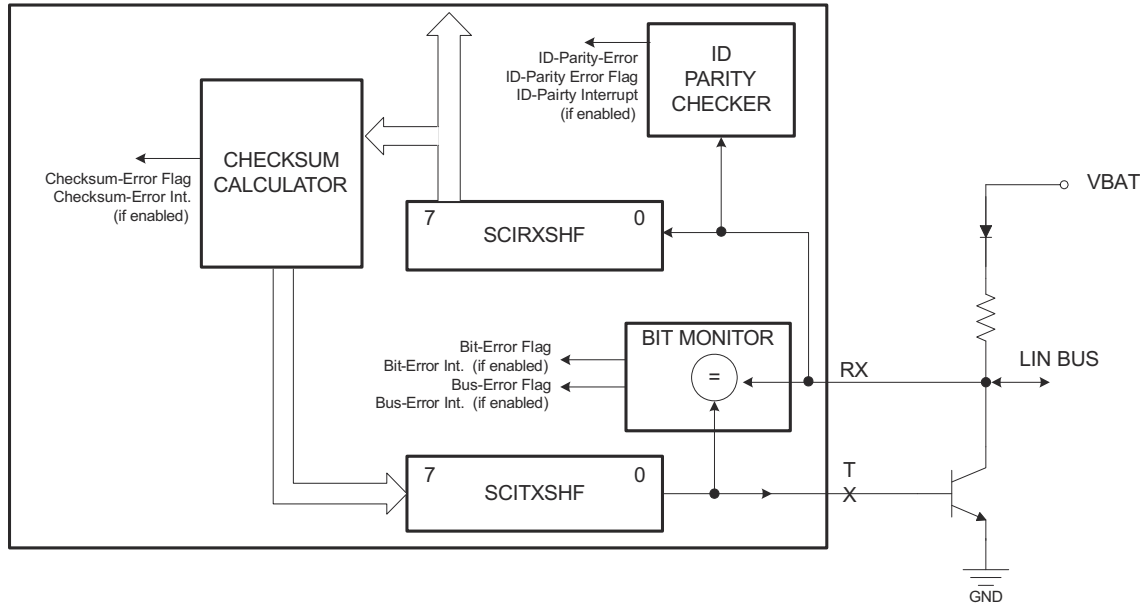 ID-Parity-Error
ID-Parity Error Flag
ID-Pairty Interrupt
(if enabled)
ID
PARITY
CHECKER
CHECKSUM
CALCULATOR
Checksum-Error Flag
Checksum-Error Int.
(if enabled)
VBAT
7 0
SCIRXSHF
BIT MONITOR
=
Bit-Error Flag
Bit-Error Int. (if enabled)
Bus-Error Flag
Bus-Error Int. (if enabled)
RX
LIN BUS
7 0
SCITXSHF
T
X
GND